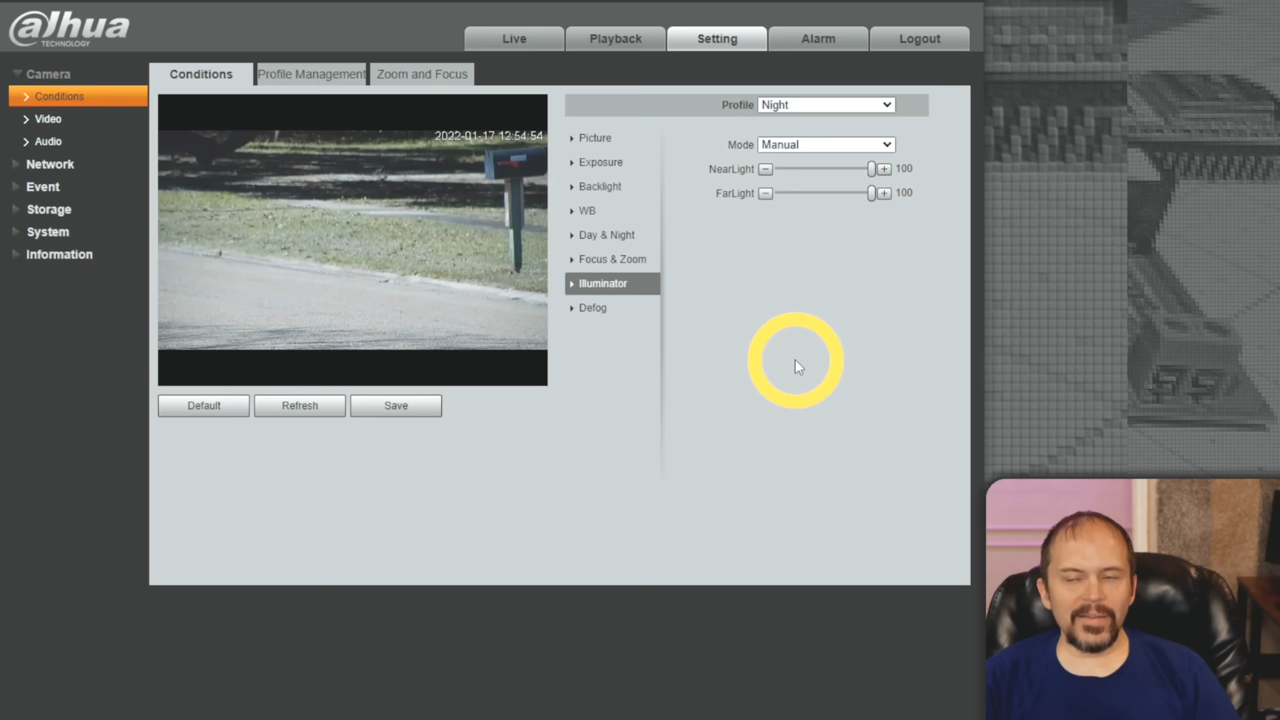 alhua
TECHNOLOGY
Live
Playback
Setting
Alarm
Logout
Camera
Conditions
Video
Audio
Network
Event
Storage
System
Information
Conditions
Profile Management
Zoom and Focus
2022-01-17 12:54:54
Default
Refresh
Save
Profile Night
Picture
Exposure
Backlight
WB
Day & Night
Focus & Zoom
Illuminator
Defog
Mode Manual
NearLight 100
FarLight 100